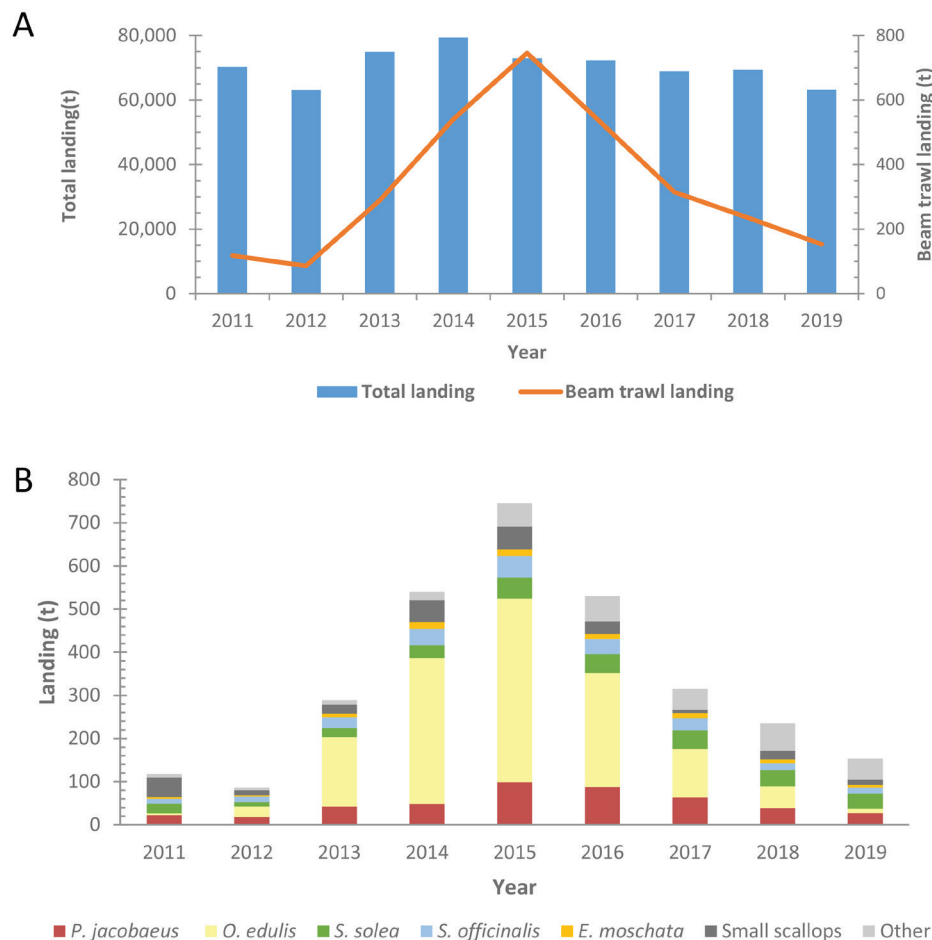 A
Total landing(t)
80,000
60,000
40,000
20,000
0
800
600
400
200
0
Beam trawl landing (t)
2011 2012 2013 2014 2015 2016 2017 2018 2019
Year
Total landing Beam trawl landing
B
Landing (t)
800
700
600
500
400
300
200
100
0
2011 2012 2013 2014 2015 2016 2017 2018 2019
Year
P. jacobaeus O. edulis S. solea S. officinalis E. moschata Small scallops Other